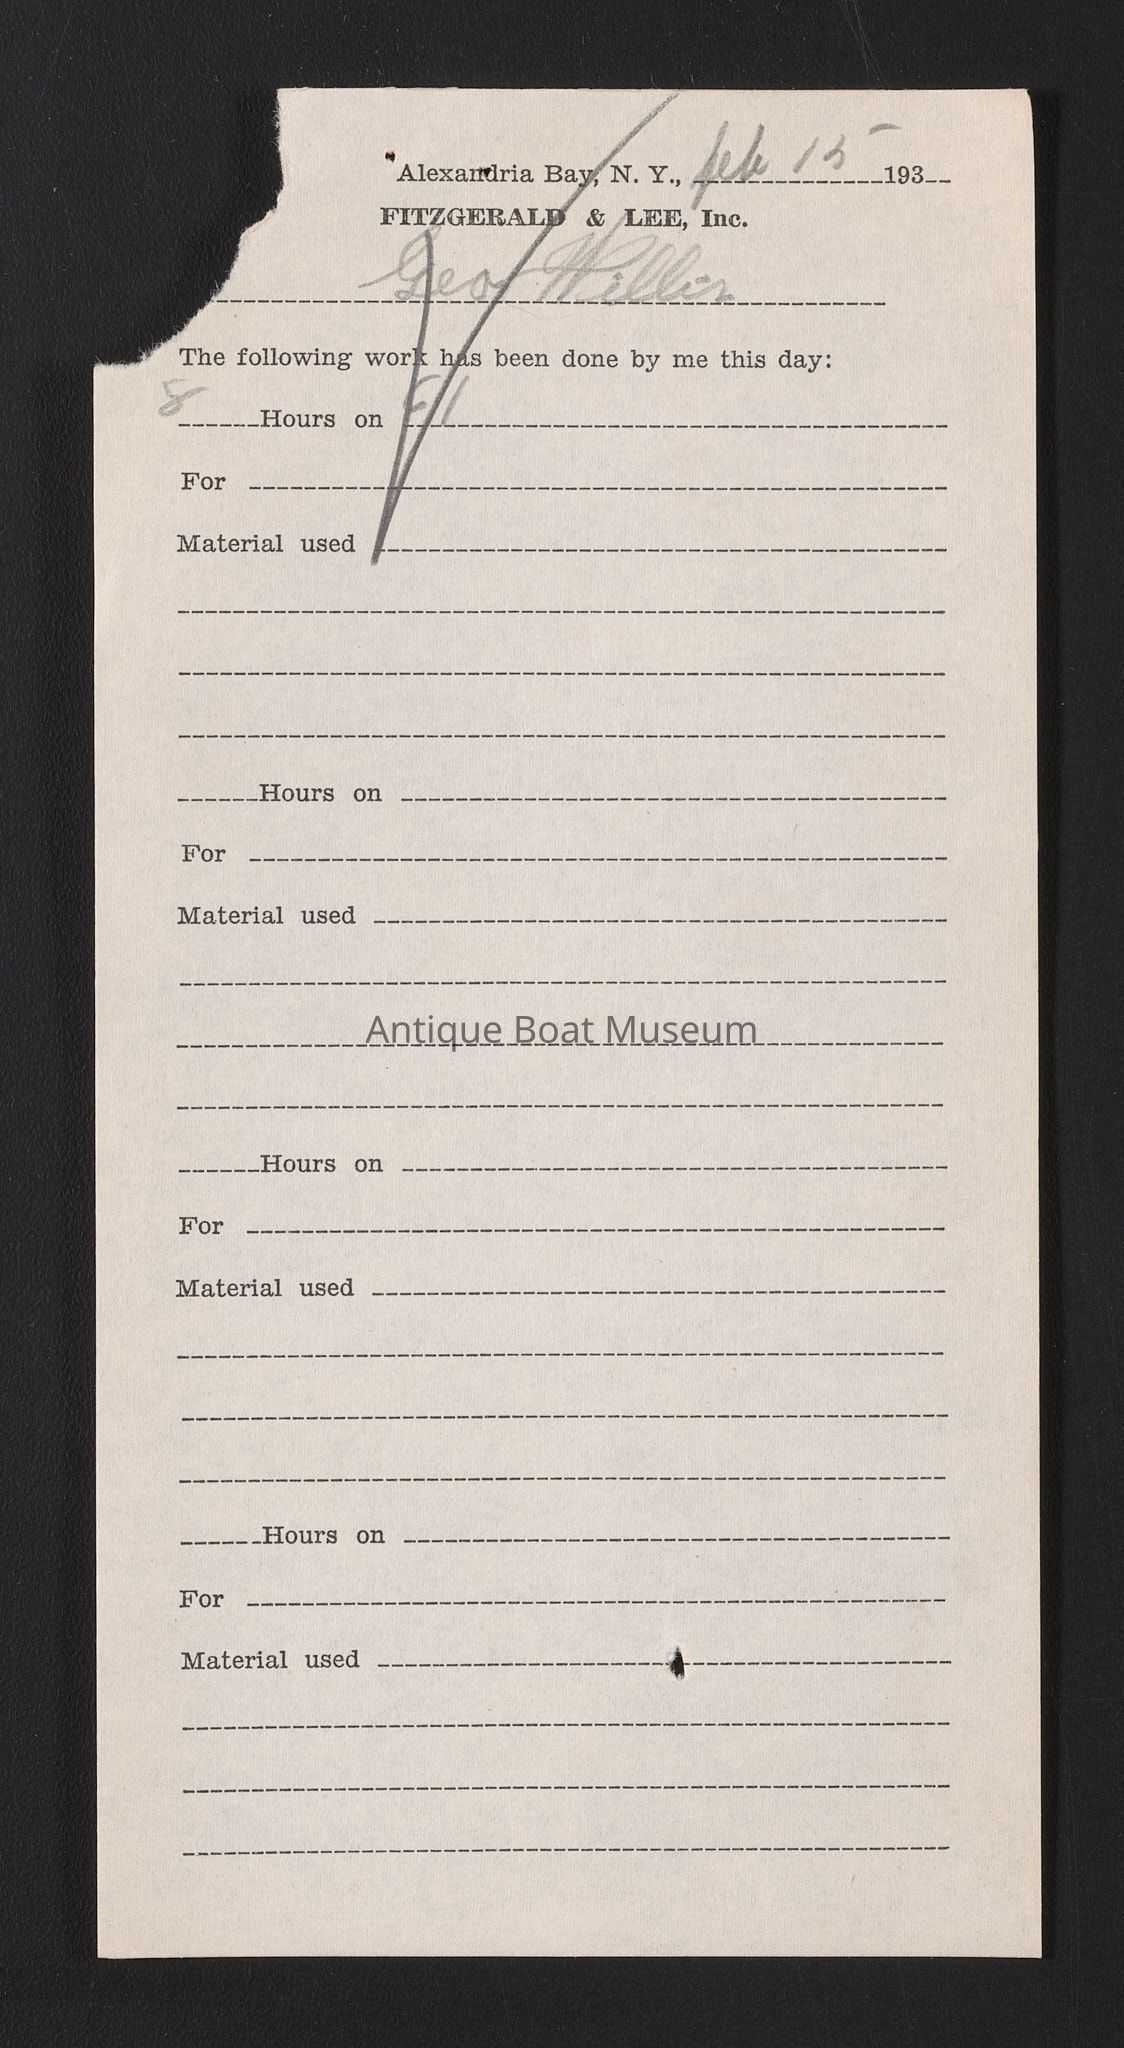 Alexandria Bay, N. Y., Feb 15 193
FITZGERALD & LEE, Inc.
Geo Willix
The following work has been done by me this day:
8 Hours on
For
Material used
Hours on
For
Material used
Antique Boat Museum
Hours on
For
Material used
Hours on
For
Material used